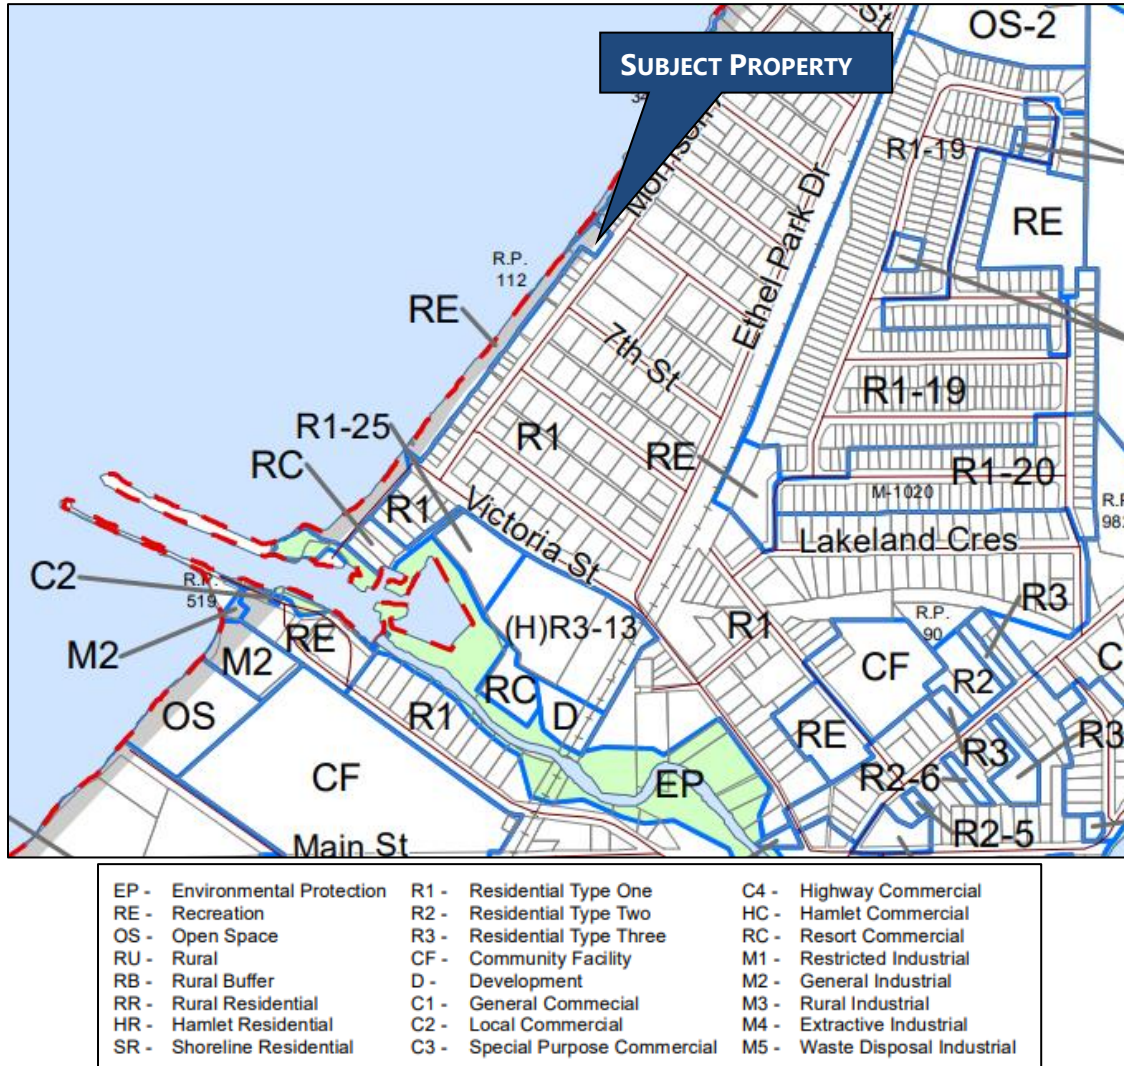 OS-2
St
SUBJECT PROPERTY
Morrison
R1-19
RE
R.P.
112
Ethel Park Dr
RE
7th St
R1-19
R1-25
R1
RE
RC
R1-20
M-1020
R1
Victoria St
Lakeland Cres
C2
R.P.
519
R3
R.P.
90
(H)R3-13
R1
RE
M2
M2
CF
R2
RC
OS
R1
D
RE
R3
R3
CF
EP
R2-6
R2-5
Main St
EP - Environmental Protection R1 - Residential Type One C4 - Highway Commercial
RE - Recreation R2 - Residential Type Two HC - Hamlet Commercial
OS - Open Space R3 - Residential Type Three RC - Resort Commercial
RU - Rural CF - Community Facility M1 - Restricted Industrial
RB - Rural Buffer D - Development M2 - General Industrial
RR - Rural Residential C1 - General Commecial M3 - Rural Industrial
HR - Hamlet Residential C2 - Local Commercial M4 - Extractive Industrial
SR - Shoreline Residential C3 - Special Purpose Commercial M5 - Waste Disposal Industrial